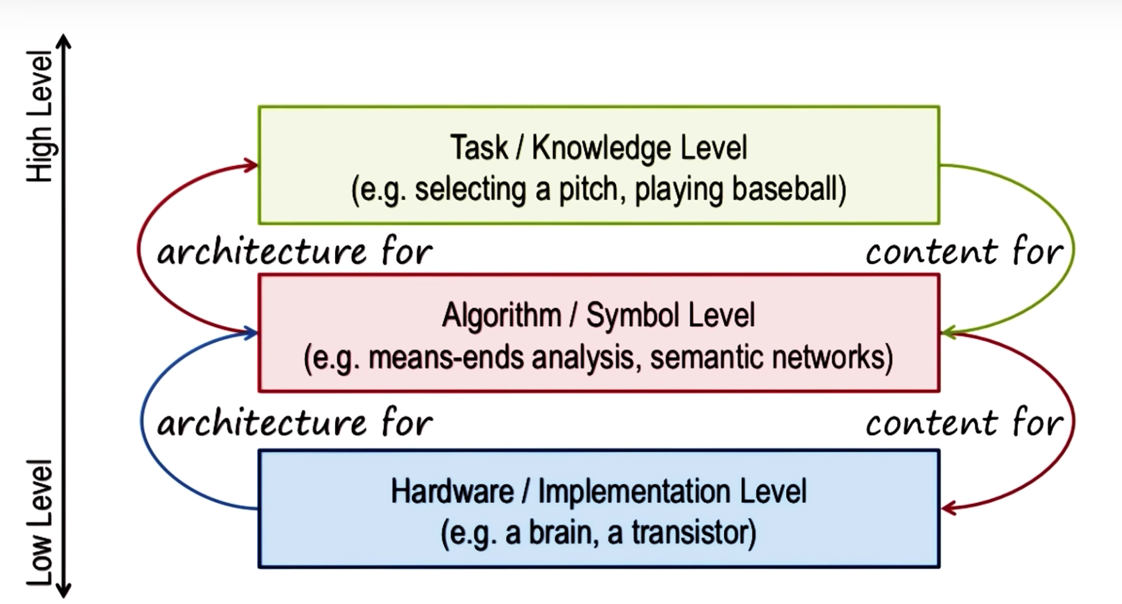 High Level
Task / Knowledge Level
(e.g. selecting a pitch, playing baseball)
architecture for
content for
Algorithm / Symbol Level
(e.g. means-ends analysis, semantic networks)
architecture for
content for
Hardware / Implementation Level
(e.g. a brain, a transistor)
Low Level